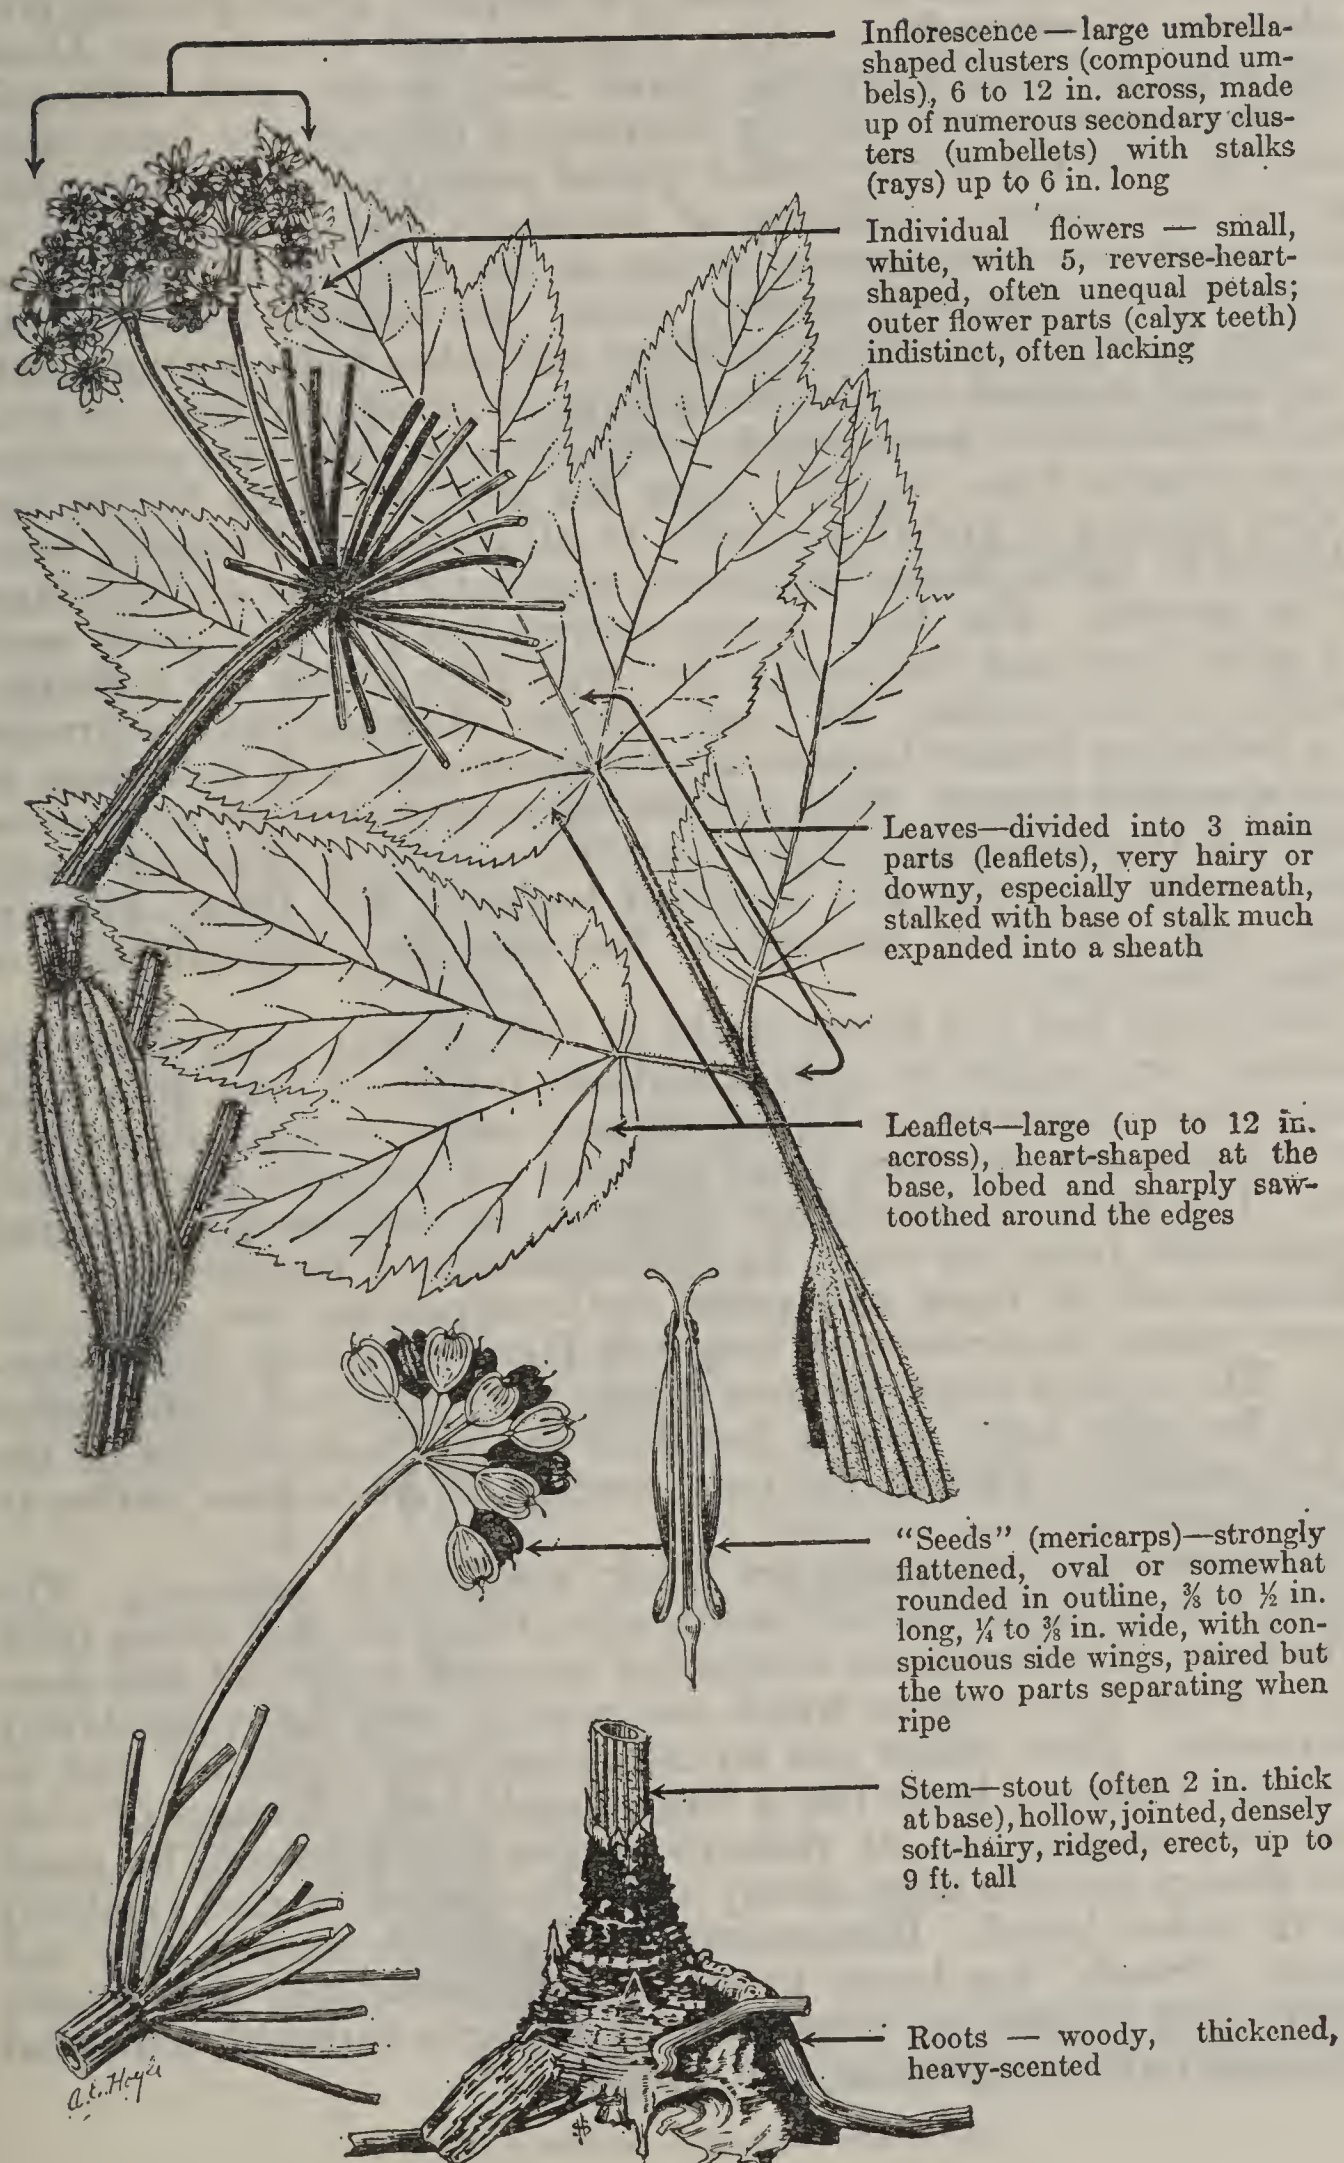 Inflorescence — large umbrella-
shaped clusters (compound um-
bels), 6 to 12 in. across, made
up of numerous secondary clus-
ters (umbellets) with stalks
(rays) up to 6 in. long
Individual flowers — small,
white, with 5, reverse-heart-
shaped, often unequal petals;
outer flower parts (calyx teeth)
indistinct, often lacking
Leaves—divided into 3 main
parts (leaflets), very hairy or
downy, especially underneath,
stalked with base of stalk much
expanded into a sheath
Leaflets—large (up to 12 in.
across), heart-shaped at the
base, lobed and sharply saw-
toothed around the edges
"Seeds" (mericarps)—strongly
flattened, oval or somewhat
rounded in outline, ⅜ to ½ in.
long, ¼ to ⅜ in. wide, with con-
spicuous side wings, paired but
the two parts separating when
ripe
Stem—stout (often 2 in. thick
at base), hollow, jointed, densely
soft-hairy, ridged, erect, up to
9 ft. tall
Roots — woody, thickened,
heavy-scented
A.E. Hoyle